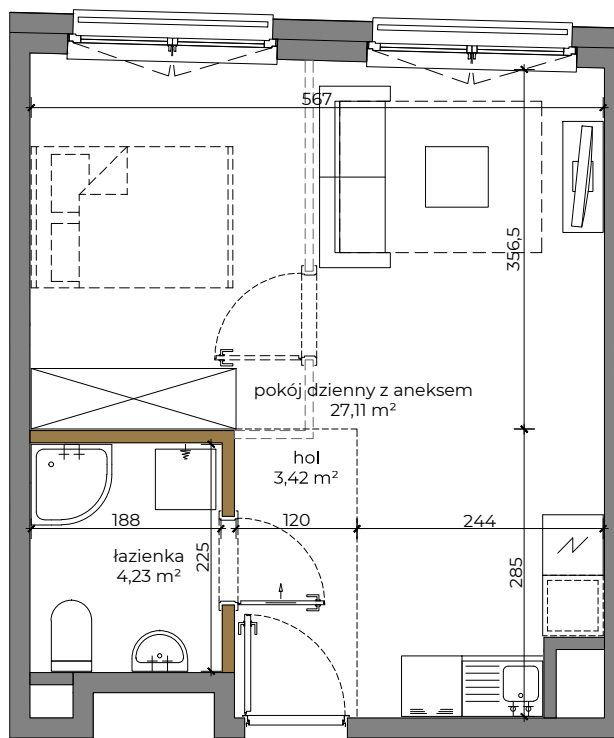 567
356,5
pokój dzienny z aneksem
27,11 m²
hol
3,42 m²
188
120
244
łazienka
4,23 m²
225
285